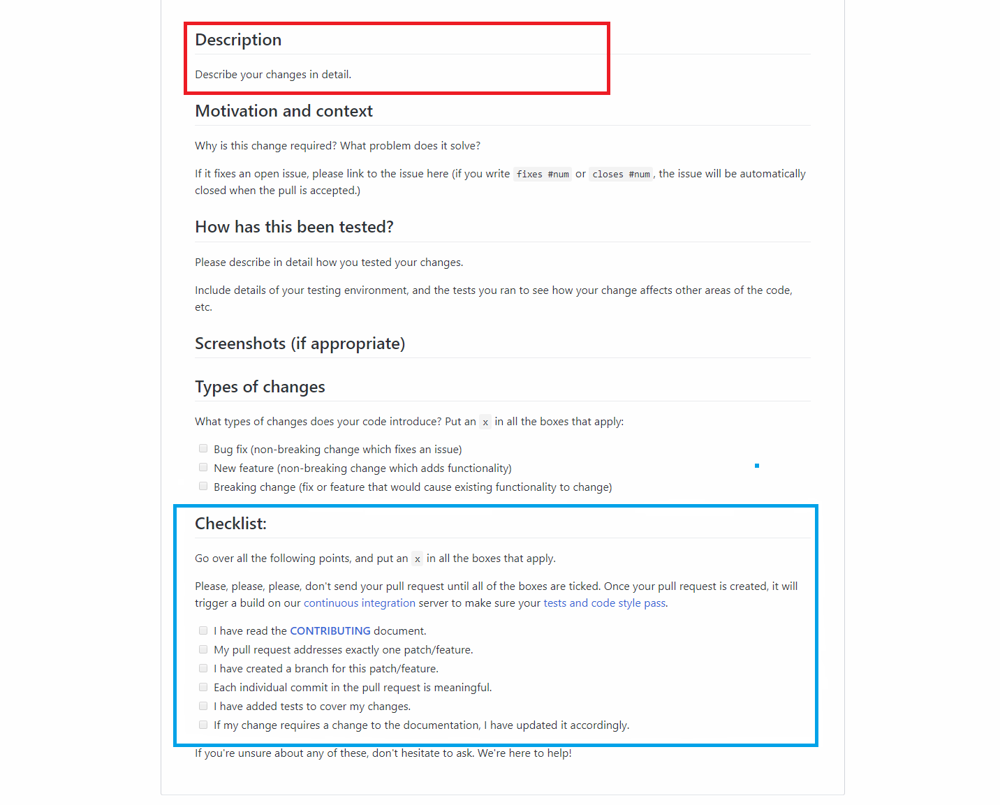 Description
Describe your changes in detail.
Motivation and context
Why is this change required? What problem does it solve?
If it fixes an open issue, please link to the issue here (if you write fixes #num or closes #num, the issue will be automatically
closed when the pull is accepted.)
How has this been tested?
Please describe in detail how you tested your changes.
Include details of your testing environment, and the tests you ran to see how your change affects other areas of the code,
etc.
Screenshots (if appropriate)
Types of changes
What types of changes does your code introduce? Put an x in all the boxes that apply:
Bug fix (non-breaking change which fixes an issue)
New feature (non-breaking change which adds functionality)
Breaking change (fix or feature that would cause existing functionality to change)
Checklist:
Go over all the following points, and put an x in all the boxes that apply.
Please, please, please, don't send your pull request until all of the boxes are ticked. Once your pull request is created, it will
trigger a build on our continuous integration server to make sure your tests and code style pass.
I have read the CONTRIBUTING document.
My pull request addresses exactly one patch/feature.
I have created a branch for this patch/feature.
Each individual commit in the pull request is meaningful.
I have added tests to cover my changes.
If my change requires a change to the documentation, I have updated it accordingly.
If you're unsure about any of these, don't hesitate to ask. We're here to help!